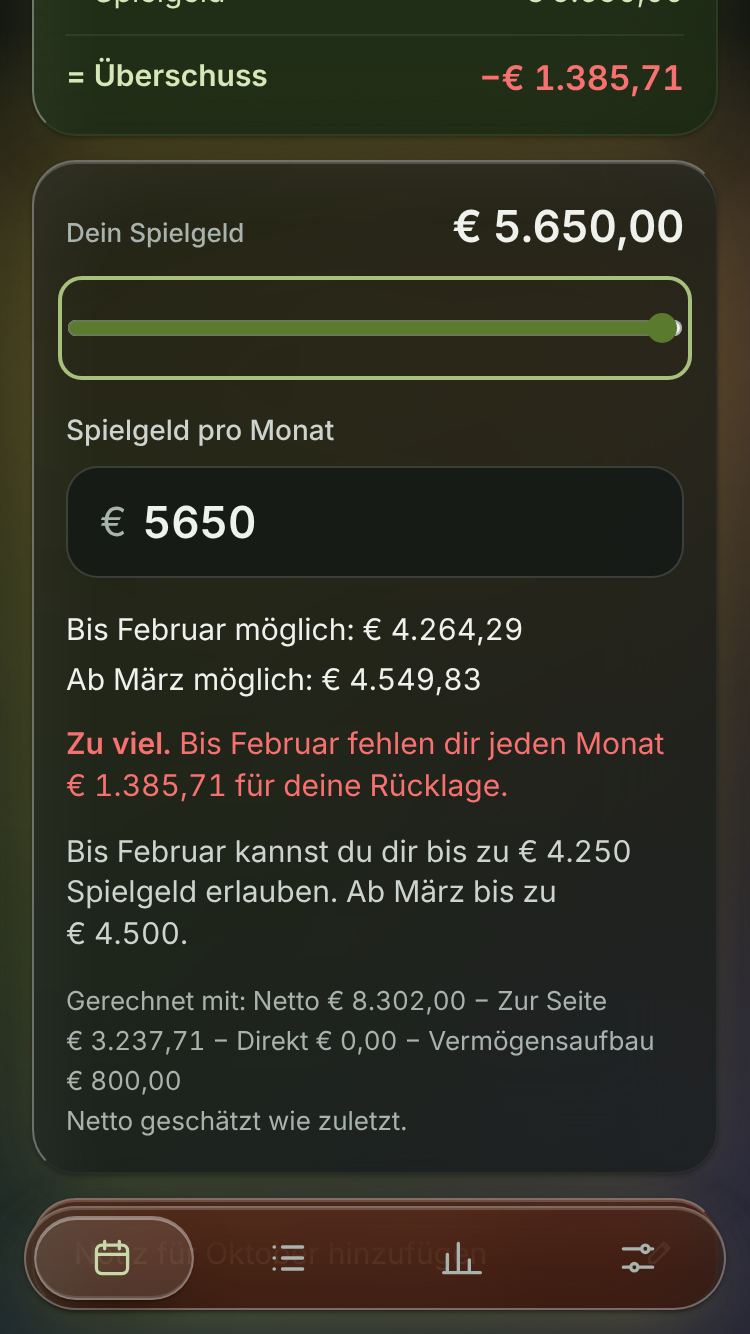 = Überschuss −€ 1.385,71
Dein Spielgeld € 5.650,00
Spielgeld pro Monat
€ 5650
Bis Februar möglich: € 4.264,29
Ab März möglich: € 4.549,83
Zu viel. Bis Februar fehlen dir jeden Monat
€ 1.385,71 für deine Rücklage.
Bis Februar kannst du dir bis zu € 4.250
Spielgeld erlauben. Ab März bis zu
€ 4.500.
Gerechnet mit: Netto € 8.302,00 − Zur Seite
€ 3.237,71 − Direkt € 0,00 − Vermögensaufbau
€ 800,00
Netto geschätzt wie zuletzt.
für hinzufügen